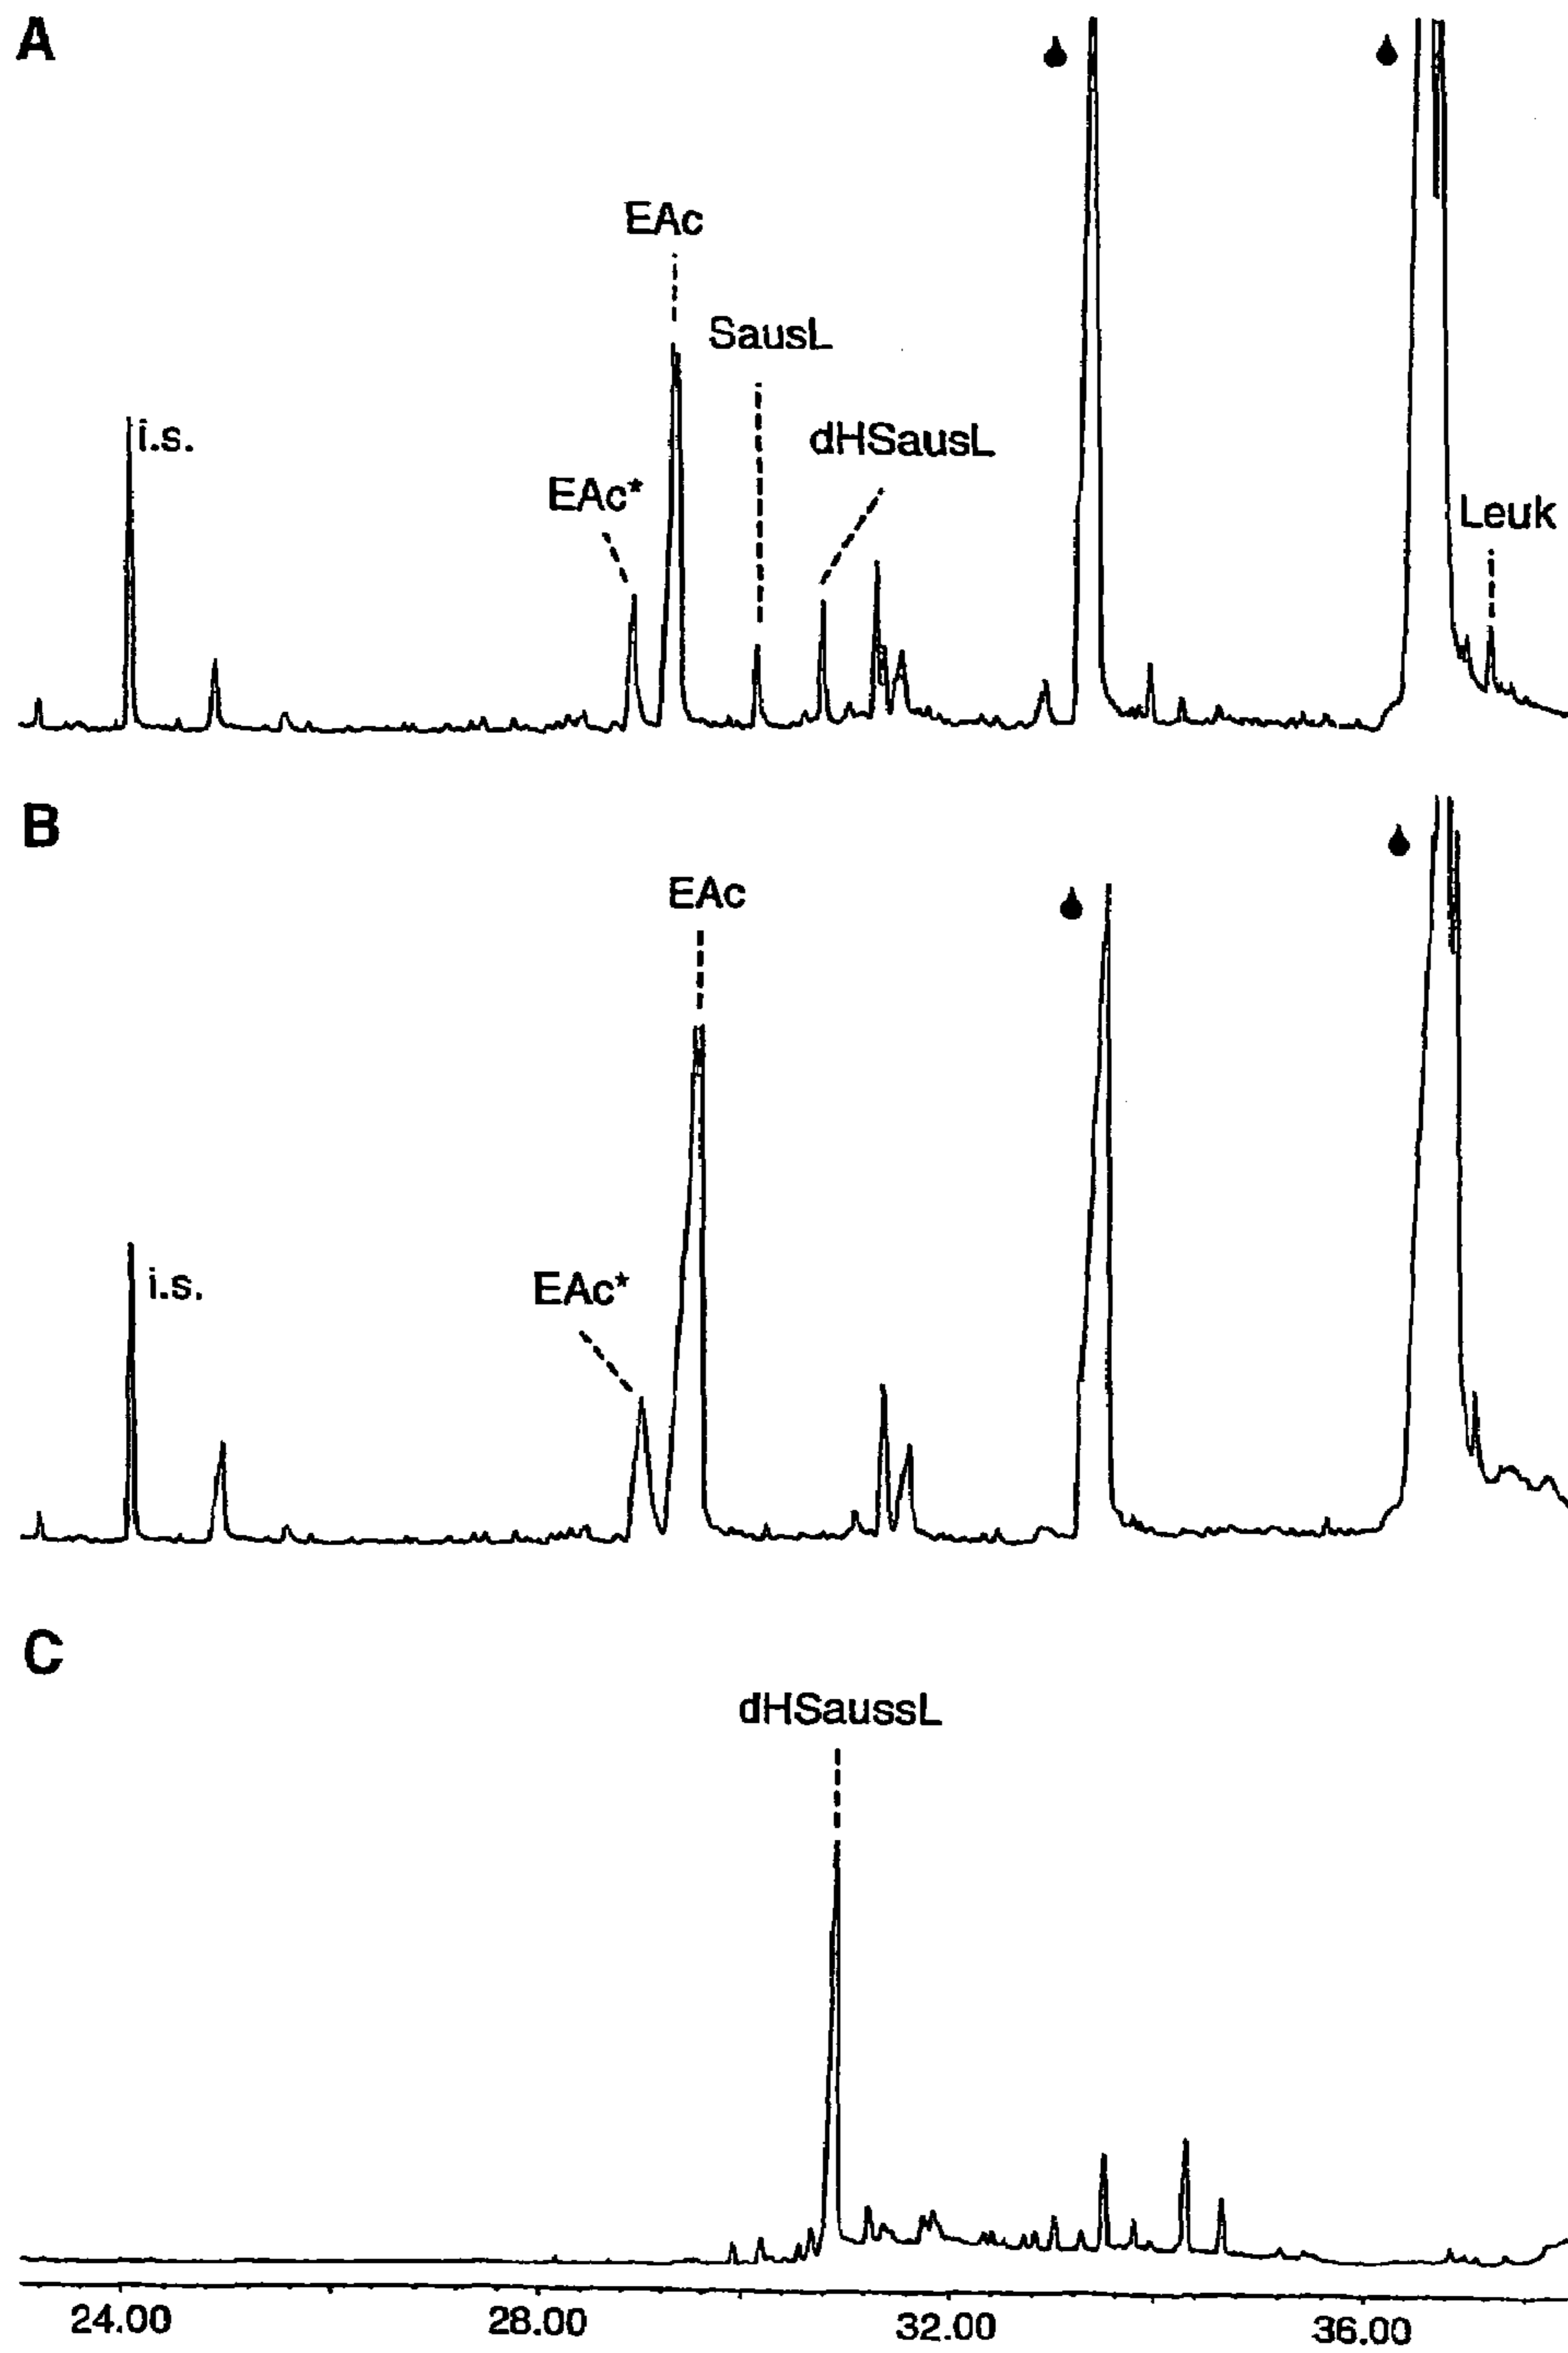 A
EAc
SausL
i.s.
dHSausL
EAc*
Leuk
B
EAc
i.s.
EAc*
C
dHSaussL
24.00 28.00 32.00 36.00